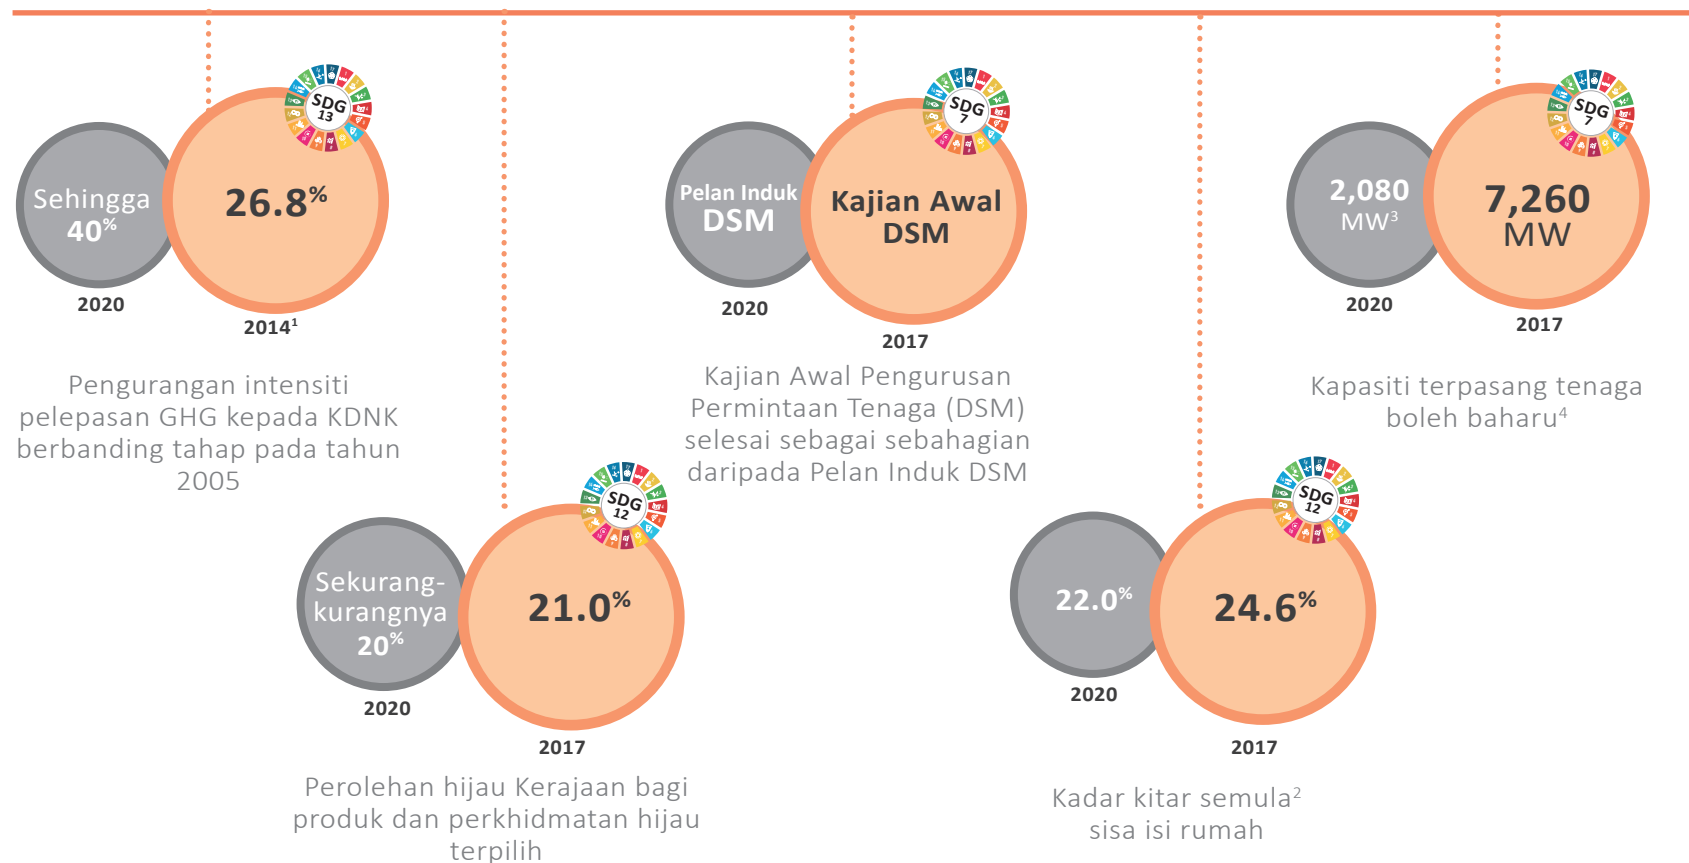 SDG
13
Sehingga
40%
26.8%
2020
2014¹
Pengurangan intensiti
pelepasan GHG kepada KDNK
berbanding tahap pada tahun
2005
SDG
12
Sekurang-
kurangnya
20%
21.0%
2020
2017
Perolehan hijau Kerajaan bagi
produk dan perkhidmatan hijau
terpilih
SDG
7
Pelan Induk
DSM
Kajian Awal
DSM
2020
2017
Kajian Awal Pengurusan
Permintaan Tenaga (DSM)
selesai sebagai sebahagian
daripada Pelan Induk DSM
SDG
12
22.0%
24.6%
2020
2017
Kadar kitar semula²
sisa isi rumah
SDG
7
2,080
MW³
7,260
MW
2020
2017
Kapasiti terpasang tenaga
boleh baharu⁴